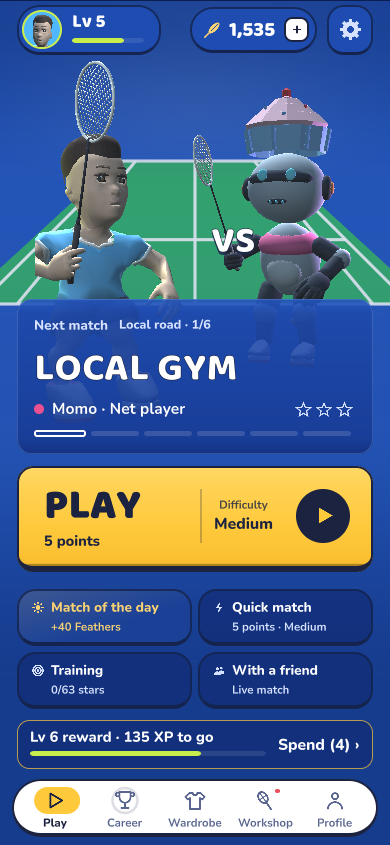 Lv 5
1,535
+
VS
Next match Local road · 1/6
LOCAL GYM
Momo · Net player
PLAY
5 points
Difficulty
Medium
Match of the day
+40 Feathers
Quick match
5 points · Medium
Training
0/63 stars
With a friend
Live match
Lv 6 reward · 135 XP to go
Spend (4) ›
Play
Career
Wardrobe
Workshop
Profile